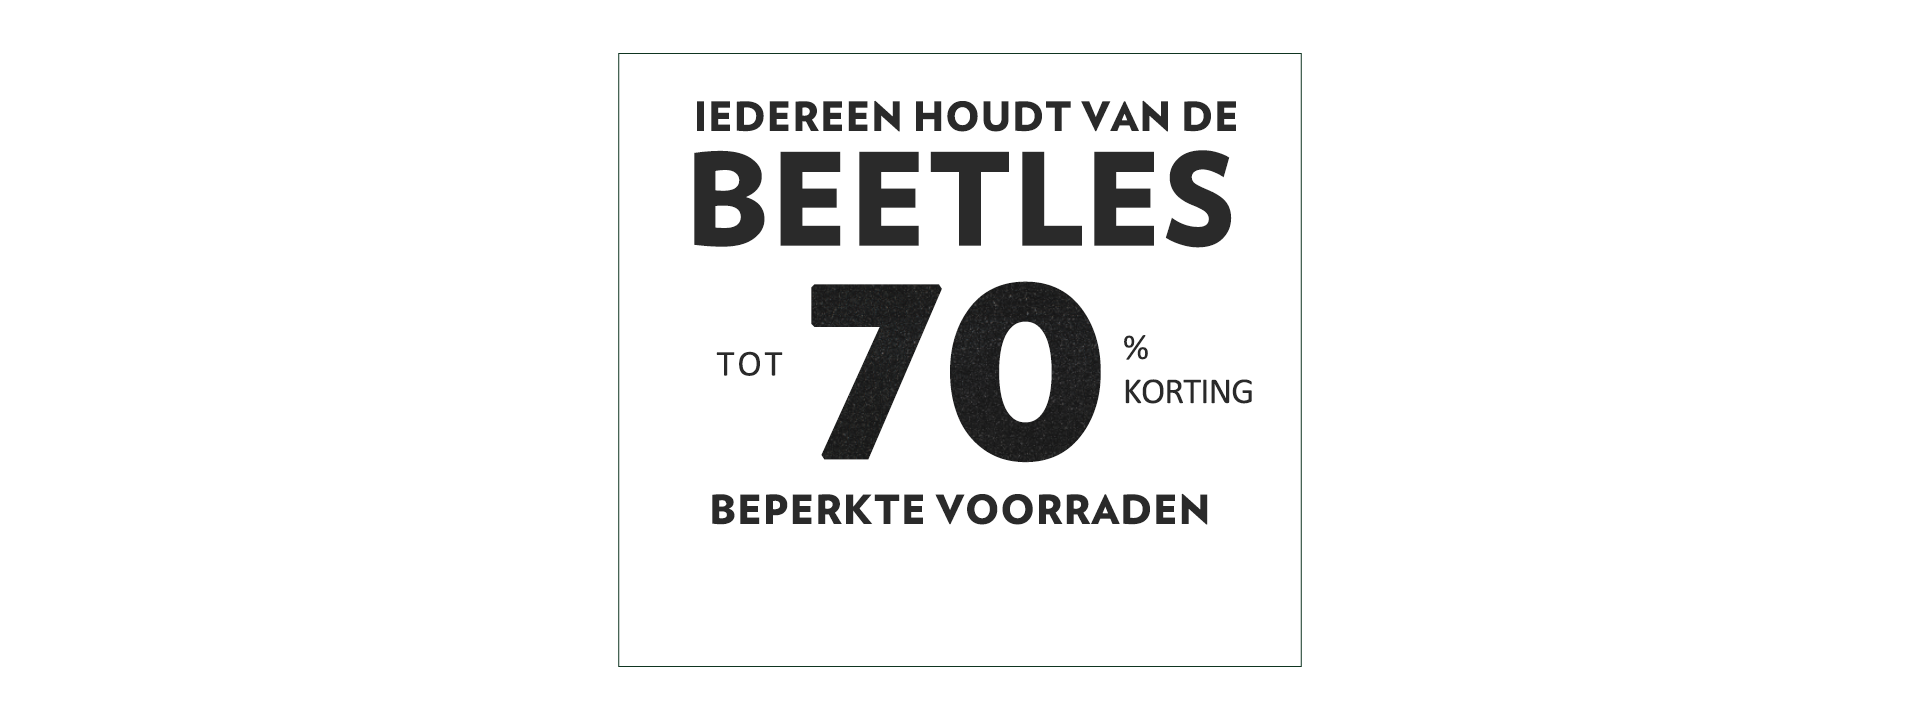 IEDEREEN HOUDT VAN DE
BEETLES
TOT 70 %
KORTING
BEPERKTE VOORRADEN